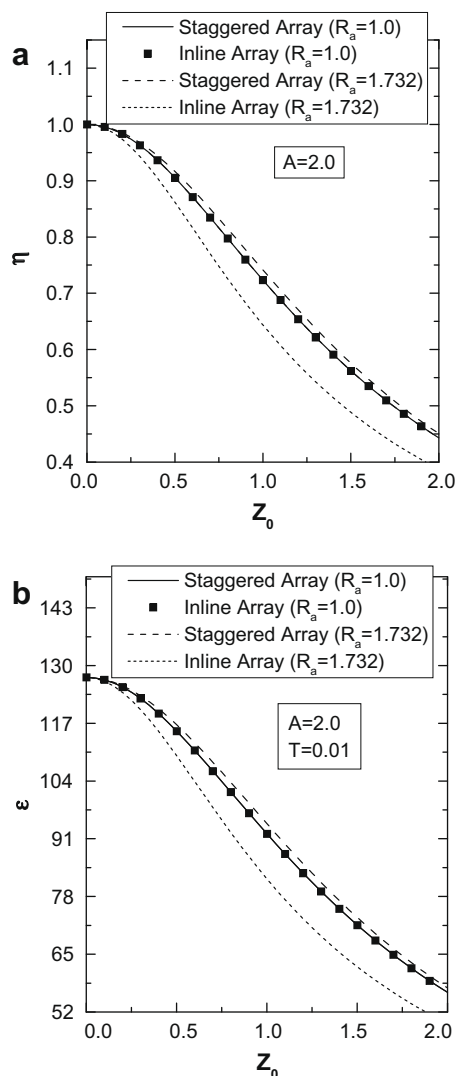 a
Staggered Array (Rₐ=1.0)
Inline Array (Rₐ=1.0)
Staggered Array (Rₐ=1.732)
Inline Array (Rₐ=1.732)
A=2.0
1.1
1.0
0.9
0.8
0.7
0.6
0.5
0.4
η
0.0 0.5 1.0 1.5 2.0
Z₀
b
Staggered Array (Rₐ=1.0)
Inline Array (Rₐ=1.0)
Staggered Array (Rₐ=1.732)
Inline Array (Rₐ=1.732)
A=2.0
T=0.01
143
130
117
104
91
78
65
52
ε
0.0 0.5 1.0 1.5 2.0
Z₀